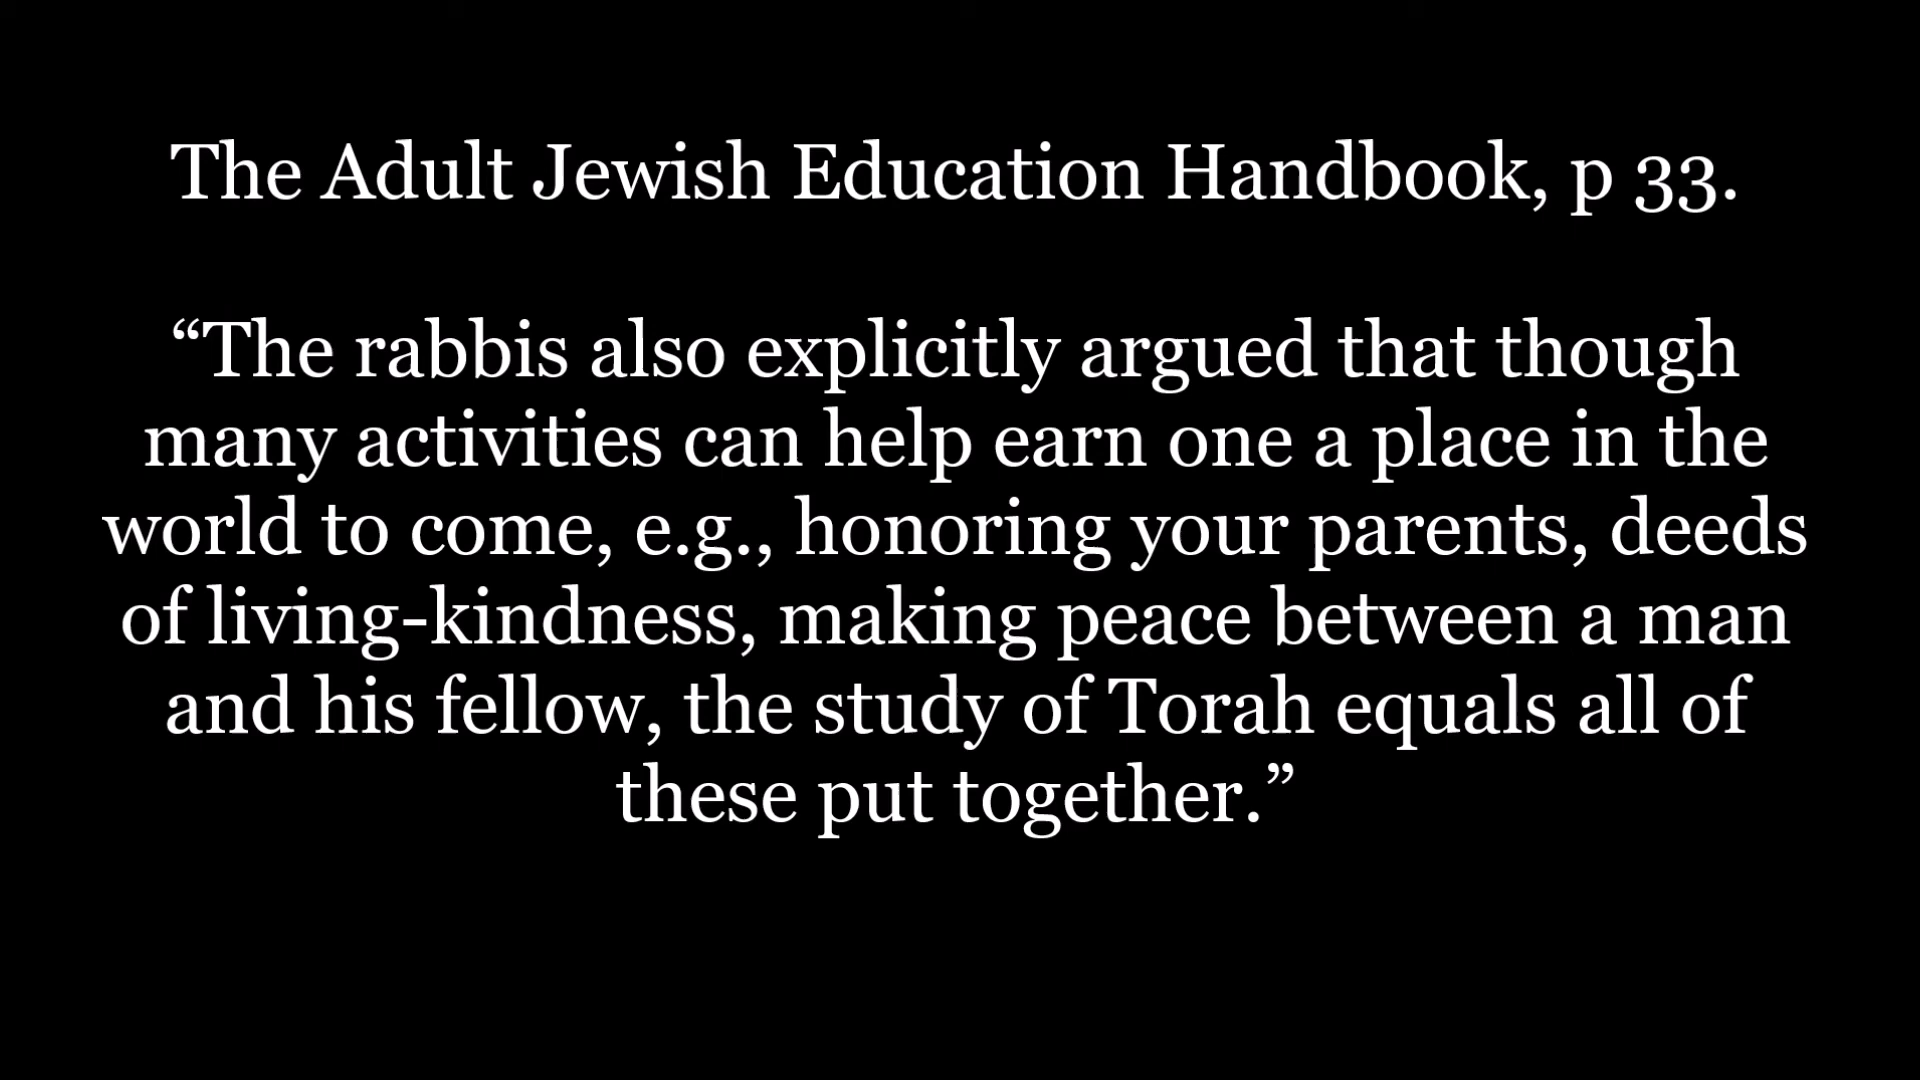 The Adult Jewish Education Handbook, p 33.
“The rabbis also explicitly argued that though
many activities can help earn one a place in the
world to come, e.g., honoring your parents, deeds
of living-kindness, making peace between a man
and his fellow, the study of Torah equals all of
these put together.”